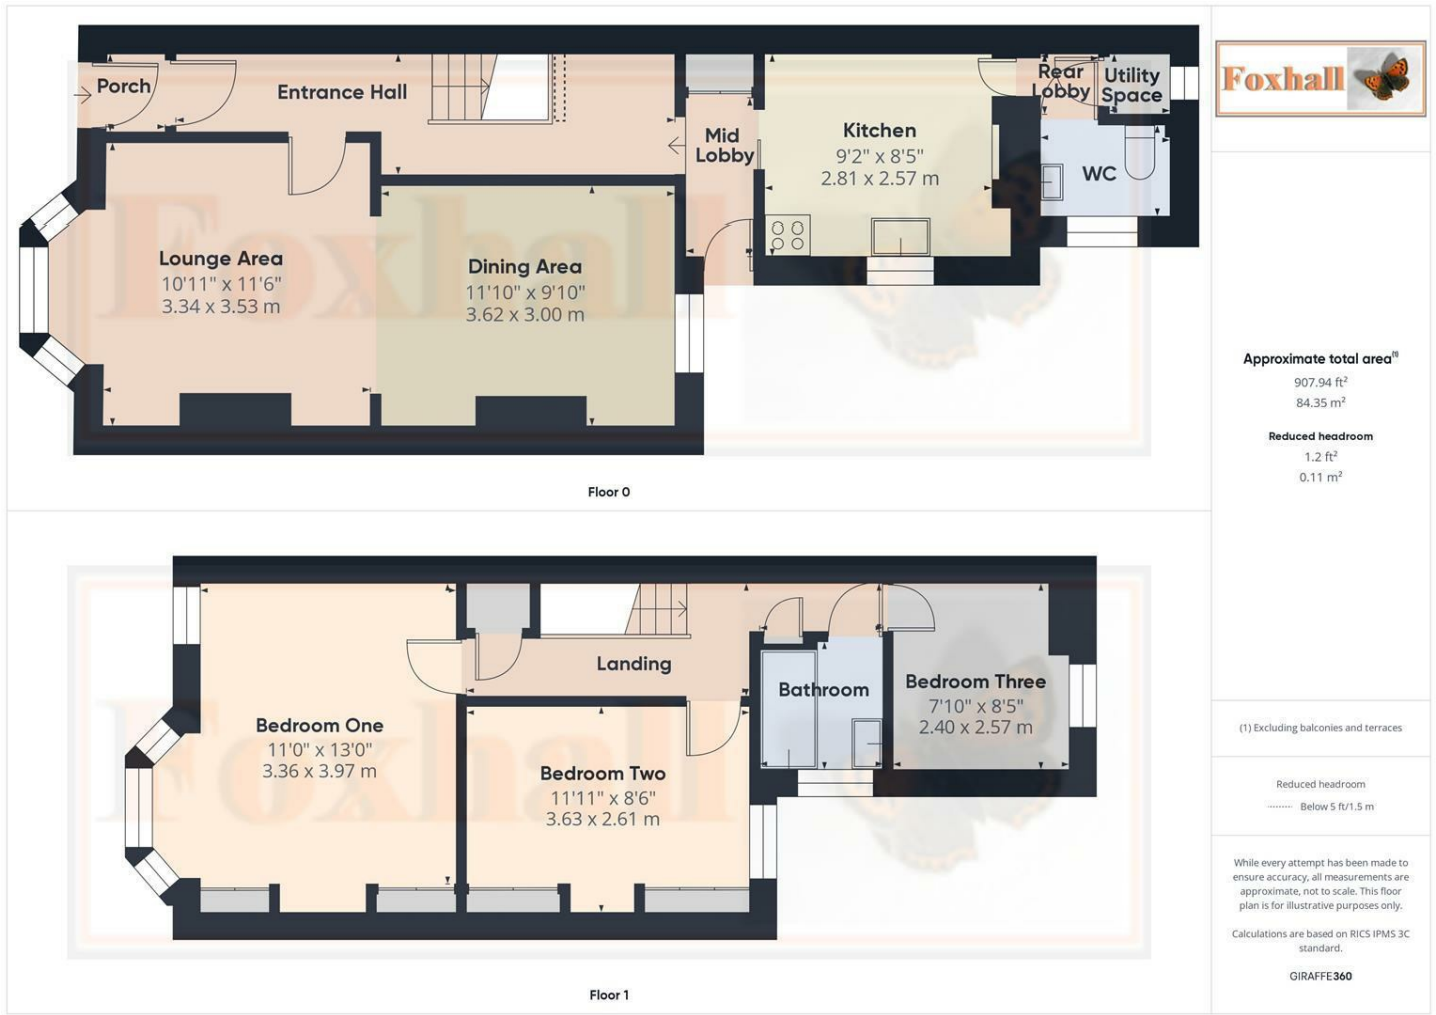 Porch
Entrance Hall
Mid
Lobby
Kitchen
9'2" x 8'5"
2.81 x 2.57 m
Rear
Lobby
Utility
Space
WC
Lounge Area
10'11" x 11'6"
3.34 x 3.53 m
Dining Area
11'10" x 9'10"
3.62 x 3.00 m
Foxhall
Floor 0
Landing
Bedroom One
11'0" x 13'0"
3.36 x 3.97 m
Bedroom Two
11'11" x 8'6"
3.63 x 2.61 m
Bathroom
Bedroom Three
7'10" x 8'5"
2.40 x 2.57 m
Foxhall
Floor 1
Foxhall
Approximate total area(1)
907.94 ft²
84.35 m²
Reduced headroom
1.2 ft²
0.11 m²
(1) Excluding balconies and terraces
Reduced headroom
Below 5 ft/1.5 m
While every attempt has been made to
ensure accuracy, all measurements are
approximate, not to scale. This floor
plan is for illustrative purposes only.
Calculations are based on RICS IPMS 3C
standard.
GIRAFFE360